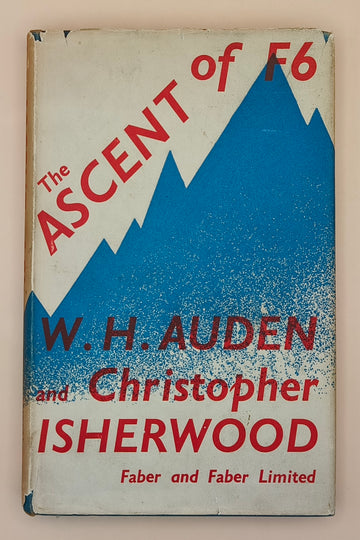 The
ASCENT of F6
W. H. AUDEN
and Christopher
ISHERWOOD
Faber and Faber Limited